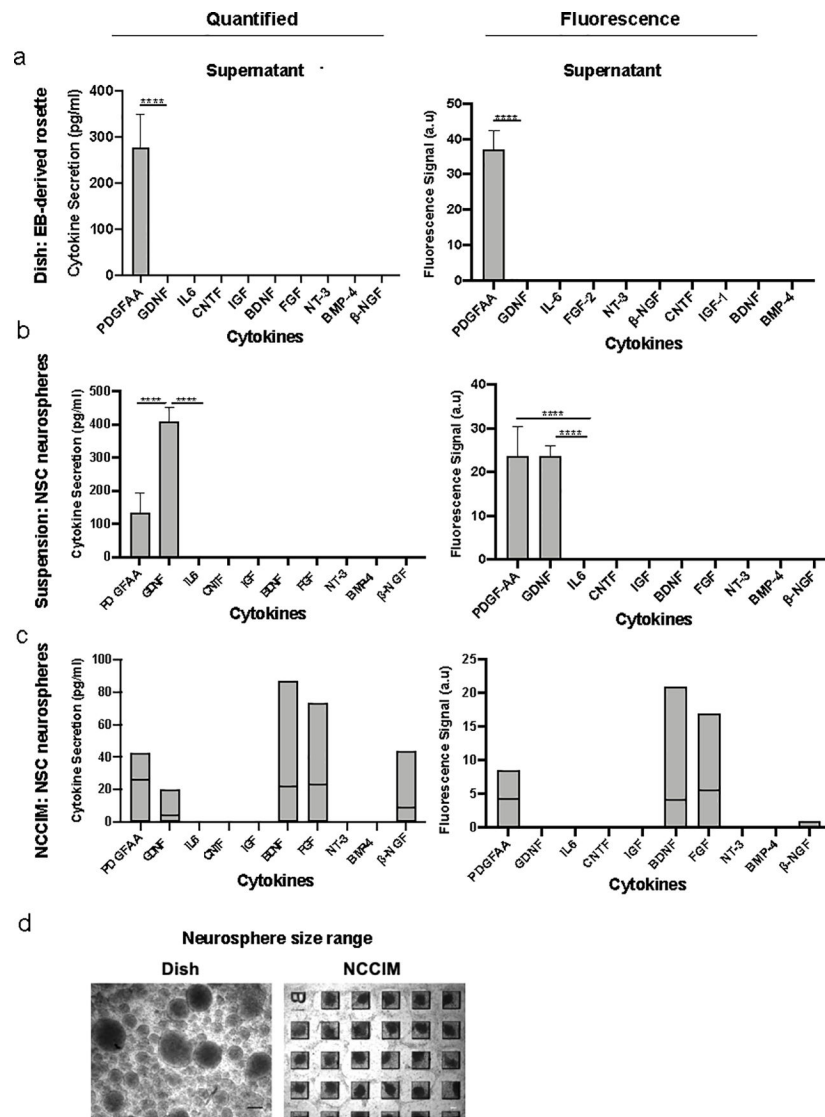 Quantified
Fluorescence
a
Dish: EB-derived rosette
Supernatant
Cytokine Secretion (pg/ml)
400
300
200
100
0
****
PDGFAA GDNF IL6 CNTF IGF BDNF FGF NT-3 BMP-4 β-NGF
Cytokines
Supernatant
Fluorescence Signal (a.u)
50
40
30
20
10
0
****
PDGFAA GDNF IL-6 FGF-2 NT-3 β-NGF CNTF IGF-1 BDNF BMP-4
Cytokines
b
Suspension: NSC neurospheres
Cytokine Secretion (pg/ml)
500
400
300
200
100
0
**** ****
PD GFAA GDNF IL6 CNTF IGF BDNF FGF NT-3 BMP-4 β-NGF
Cytokines
Fluorescence Signal (a.u)
40
30
20
10
0
****
****
PDGF-AA GDNF IL6 CNTF IGF BDNF FGF NT-3 BMP-4 β-NGF
Cytokines
c
NCCIM: NSC neurospheres
Cytokine Secretion (pg/ml)
100
80
60
40
20
0
PD GFAA GDNF IL6 CNTF IGF BDNF FGF NT-3 BMP-4 β-NGF
Cytokines
Fluorescence Signal (a.u)
25
20
15
10
5
0
PDGFAA GDNF IL6 CNTF IGF BDNF FGF NT-3 BMP-4 β-NGF
Cytokines
d
Neurosphere size range
Dish
NCCIM
B